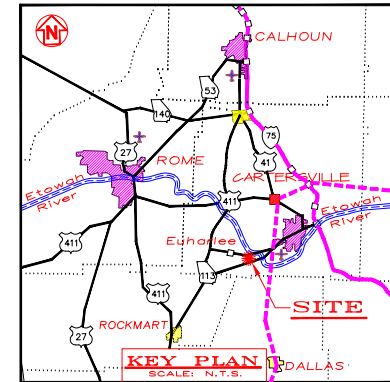 N
CALHOUN
53
140
75
27
ROME
41
CARTERSVILLE
Etowah
River
411
Etowah
River
Euharlee
411
113
411
SITE
27
ROCKMART
KEY PLAN
SCALE: N.T.S.
DALLAS